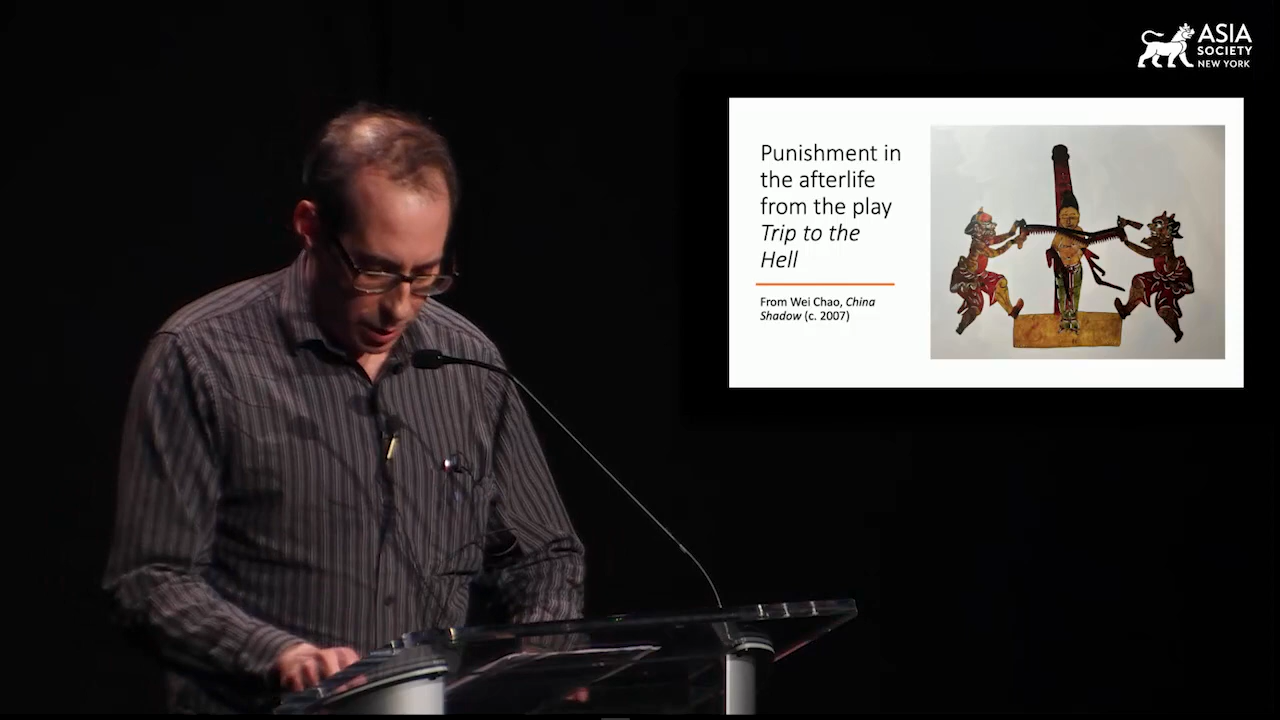 ASIA
SOCIETY
NEW YORK
Punishment in
the afterlife
from the play
Trip to the
Hell
From Wei Chao, China
Shadow (c. 2007)